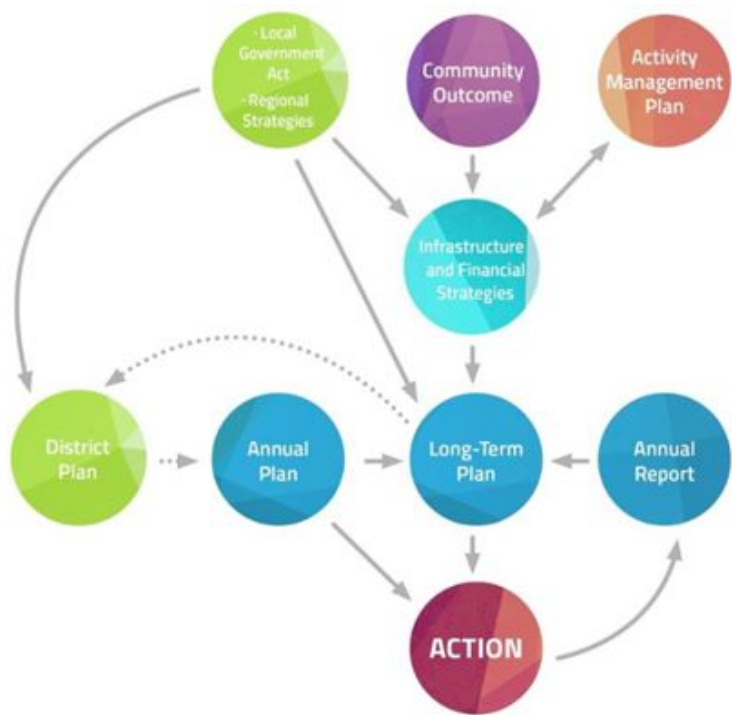 · Local
Government
Act
· Regional
Strategies
Community
Outcome
Activity
Management
Plan
Infrastructure
and Financial
Strategies
District
Plan
Annual
Plan
Long-Term
Plan
Annual
Report
ACTION